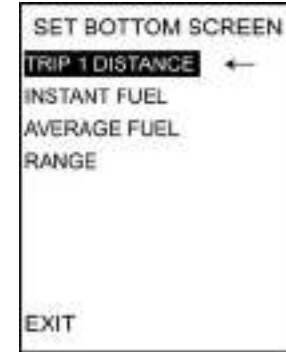 SET BOTTOM SCREEN
TRIP 1 DISTANCE ←
INSTANT FUEL
AVERAGE FUEL
RANGE
EXIT